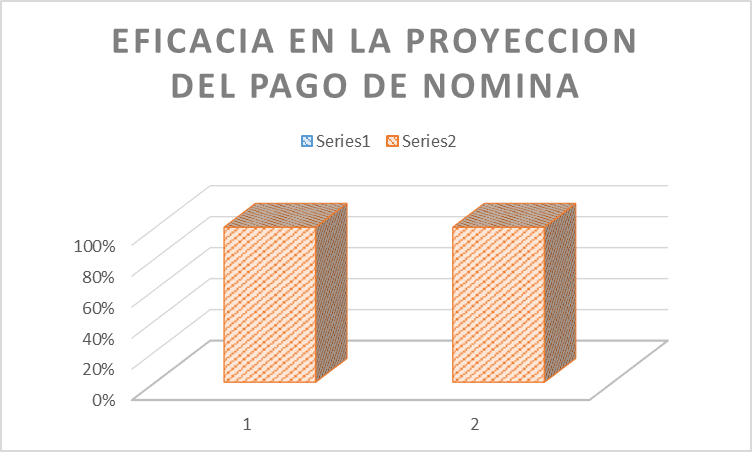 EFICACIA EN LA PROYECCION
DEL PAGO DE NOMINA
Series1 Series2
100%
80%
60%
40%
20%
0%
1 2